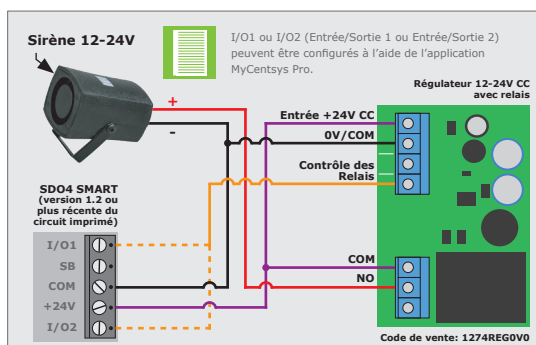 Sirène 12-24V
I/O1 ou I/O2 (Entrée/Sortie 1 ou Entrée/Sortie 2)
peuvent être configurés à l'aide de l'application
MyCentsys Pro.
Régulateur 12-24V CC
avec relais
+
-
Entrée +24V CC
0V/COM
Contrôle des
Relais
SDO4 SMART
(version 1.2 ou
plus récente du
circuit imprimé)
I/O1
SB
COM
+24V
I/O2
COM
NO
Code de vente: 1274REG0V0